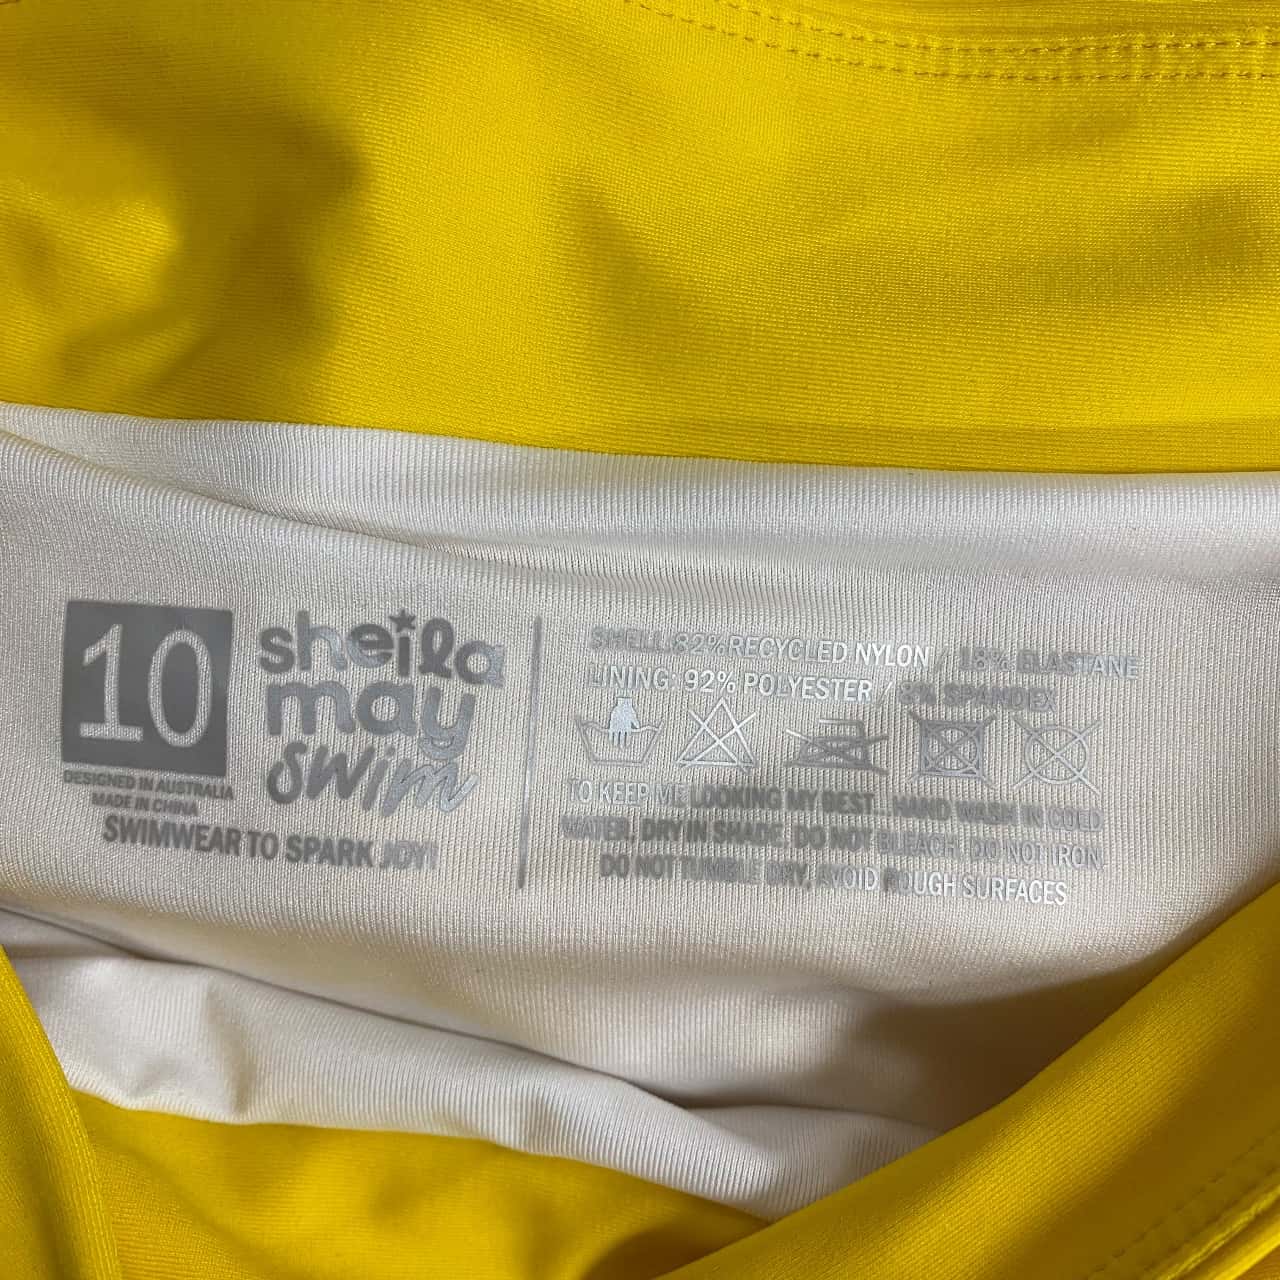 10
sheila
may
swim
DESIGNED IN AUSTRALIA
MADE IN CHINA
SWIMWEAR TO SPARK JOY!
SHELL: 82% RECYCLED NYLON / 18% ELASTANE
LINING: 92% POLYESTER / 8% SPANDEX
TO KEEP ME LOOKING MY BEST...HAND WASH IN COLD
WATER, DRY IN SHADE, DO NOT BLEACH, DO NOT IRON,
DO NOT TUMBLE DRY, AVOID ROUGH SURFACES